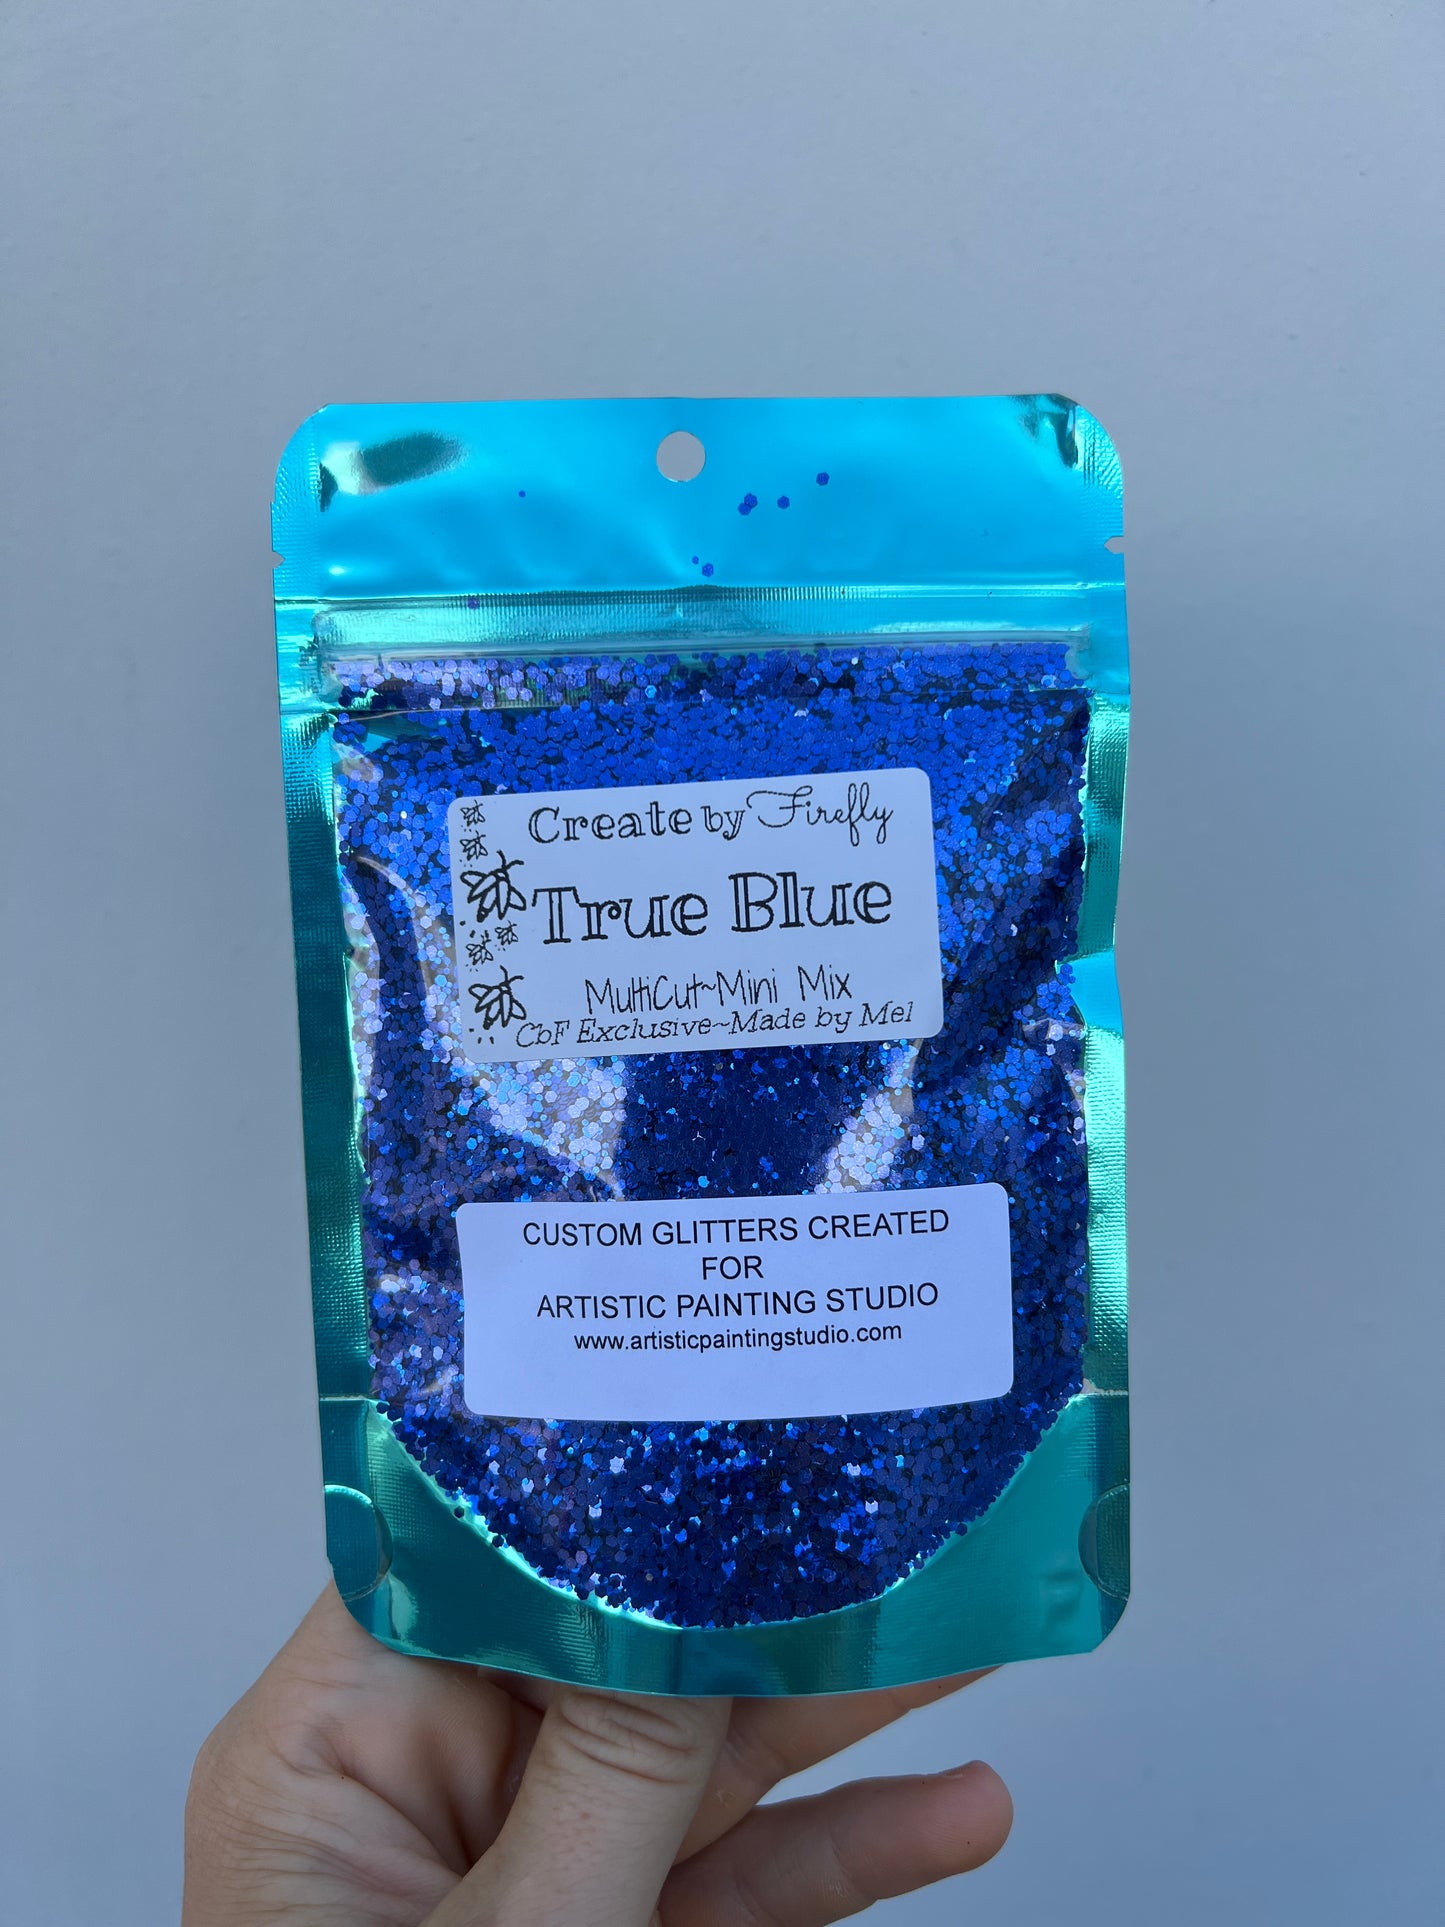 Create by Firefly
True Blue
MultiCut~Mini Mix
CbF Exclusive~Made by Mel
CUSTOM GLITTERS CREATED
FOR
ARTISTIC PAINTING STUDIO
www.artisticpaintingstudio.com